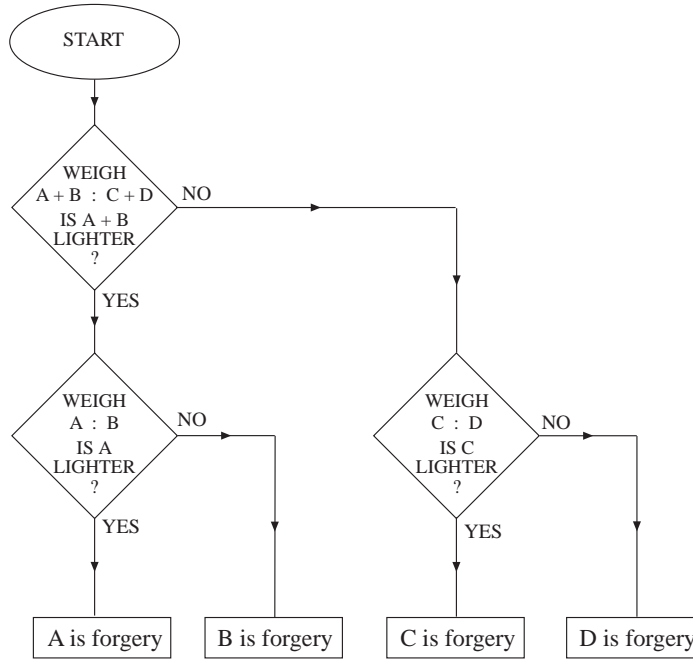 START
WEIGH
A + B : C + D
IS A + B
LIGHTER
?
NO
YES
WEIGH
A : B
IS A
LIGHTER
?
NO
YES
WEIGH
C : D
IS C
LIGHTER
?
NO
YES
A is forgery
B is forgery
C is forgery
D is forgery